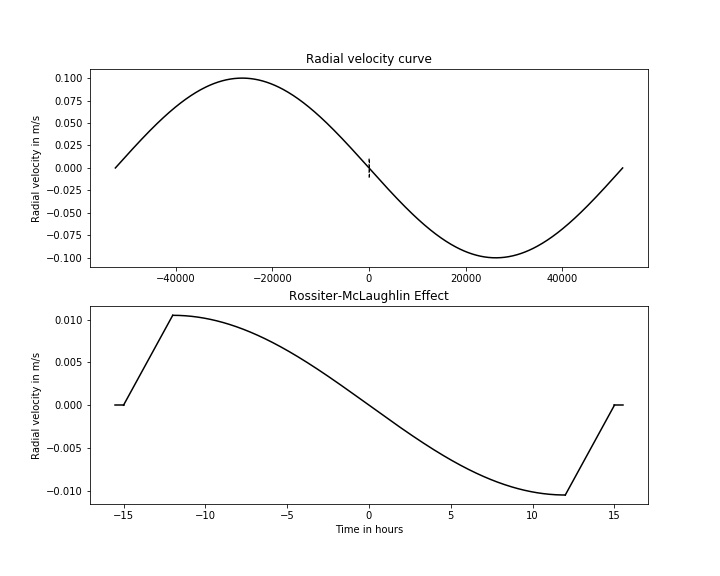 Radial velocity curve
0.100
0.075
0.050
0.025
0.000
−0.025
−0.050
−0.075
−0.100
Radial velocity in m/s
−40000 −20000 0 20000 40000
Rossiter-McLaughlin Effect
0.010
0.005
0.000
−0.005
−0.010
Radial velocity in m/s
−15 −10 −5 0 5 10 15
Time in hours